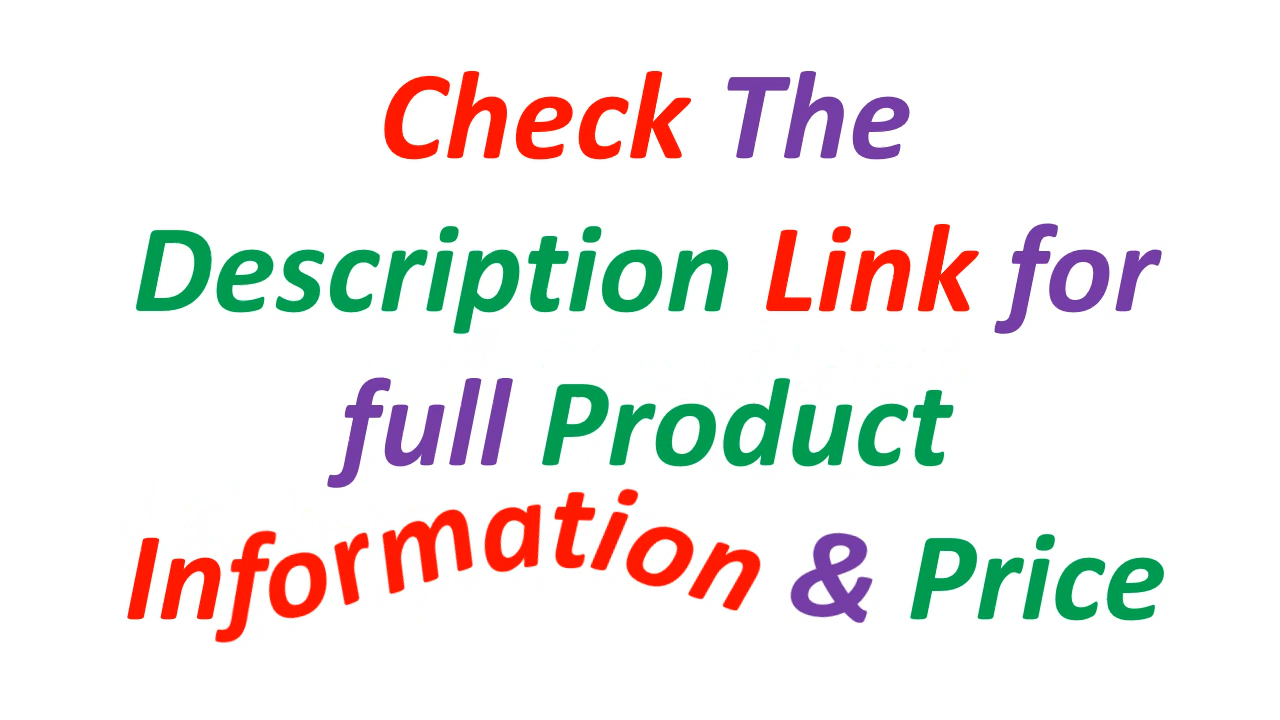 Check The
Description Link for
full Product
Information & Price